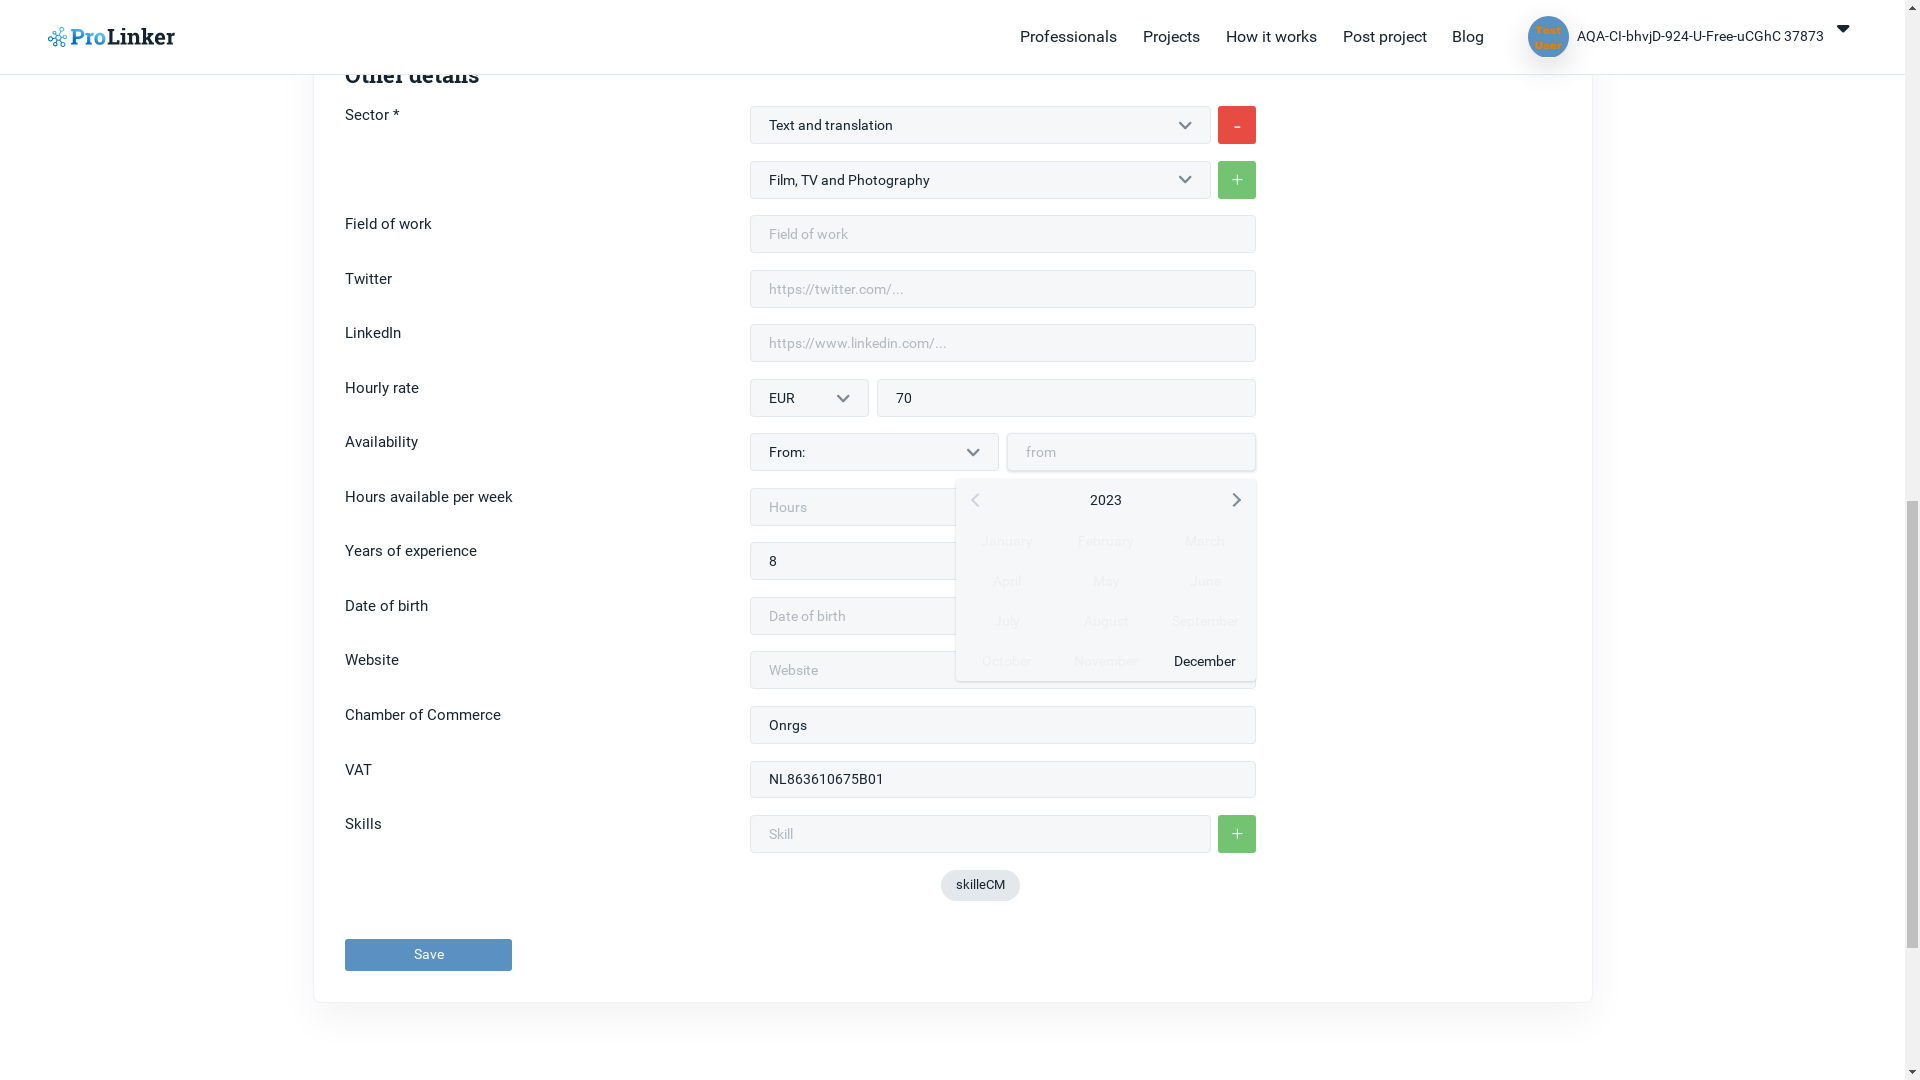 ProLinker
Professionals
Projects
How it works
Post project
Blog
Test
User
AQA-CI-bhvjD-924-U-Free-uCGhC 37873
Other details
Sector *
Text and translation
-
Film, TV and Photography
+
Field of work
Field of work
Twitter
https://twitter.com/...
LinkedIn
https://www.linkedin.com/...
Hourly rate
EUR
70
Availability
From:
from
Hours available per week
Hours
2023
January February March
April May June
July August September
October November December
Years of experience
8
Date of birth
Date of birth
Website
Website
Chamber of Commerce
Onrgs
VAT
NL863610675B01
Skills
Skill
+
skilleCM
Save